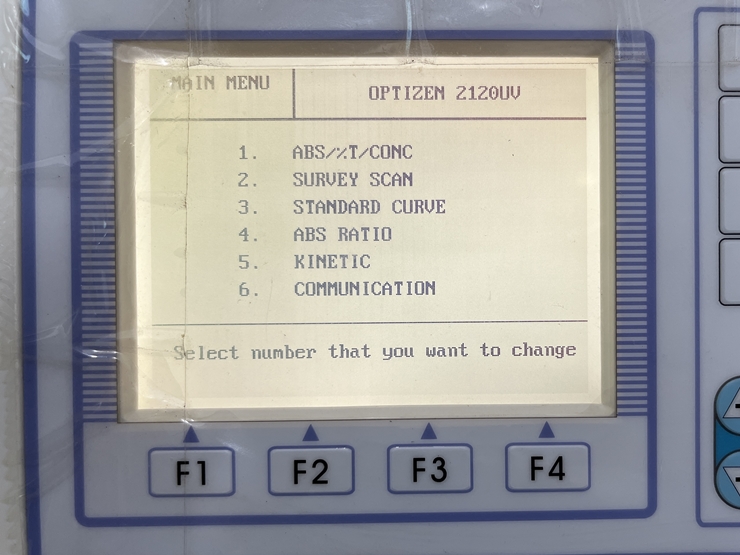 MAIN MENU
OPTIZEN 2120UV
1. ABS/%T/CONC
2. SURVEY SCAN
3. STANDARD CURVE
4. ABS RATIO
5. KINETIC
6. COMMUNICATION
Select number that you want to change
F1 F2 F3 F4